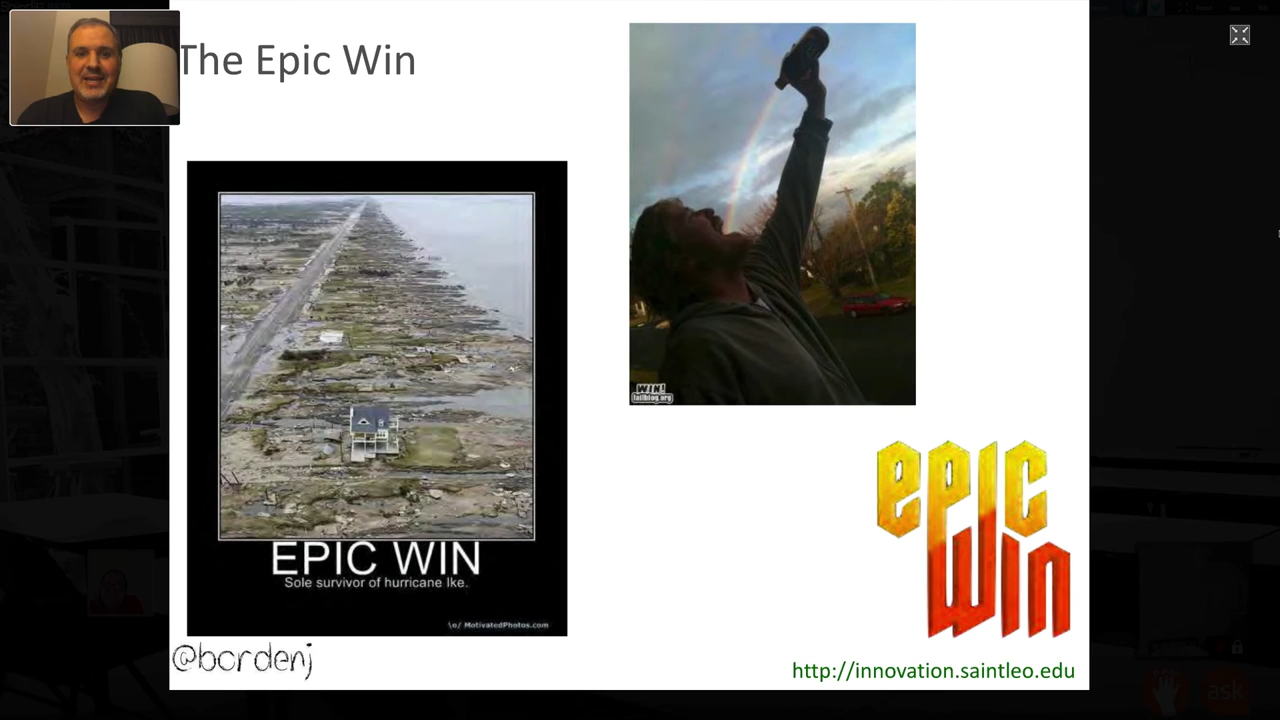 The Epic Win
WIN!
failblog.org
EPIC WIN
Sole survivor of hurricane Ike.
\o/ MotivatedPhotos.com
epic
win
@bordenj
http://innovation.saintleo.edu
ask